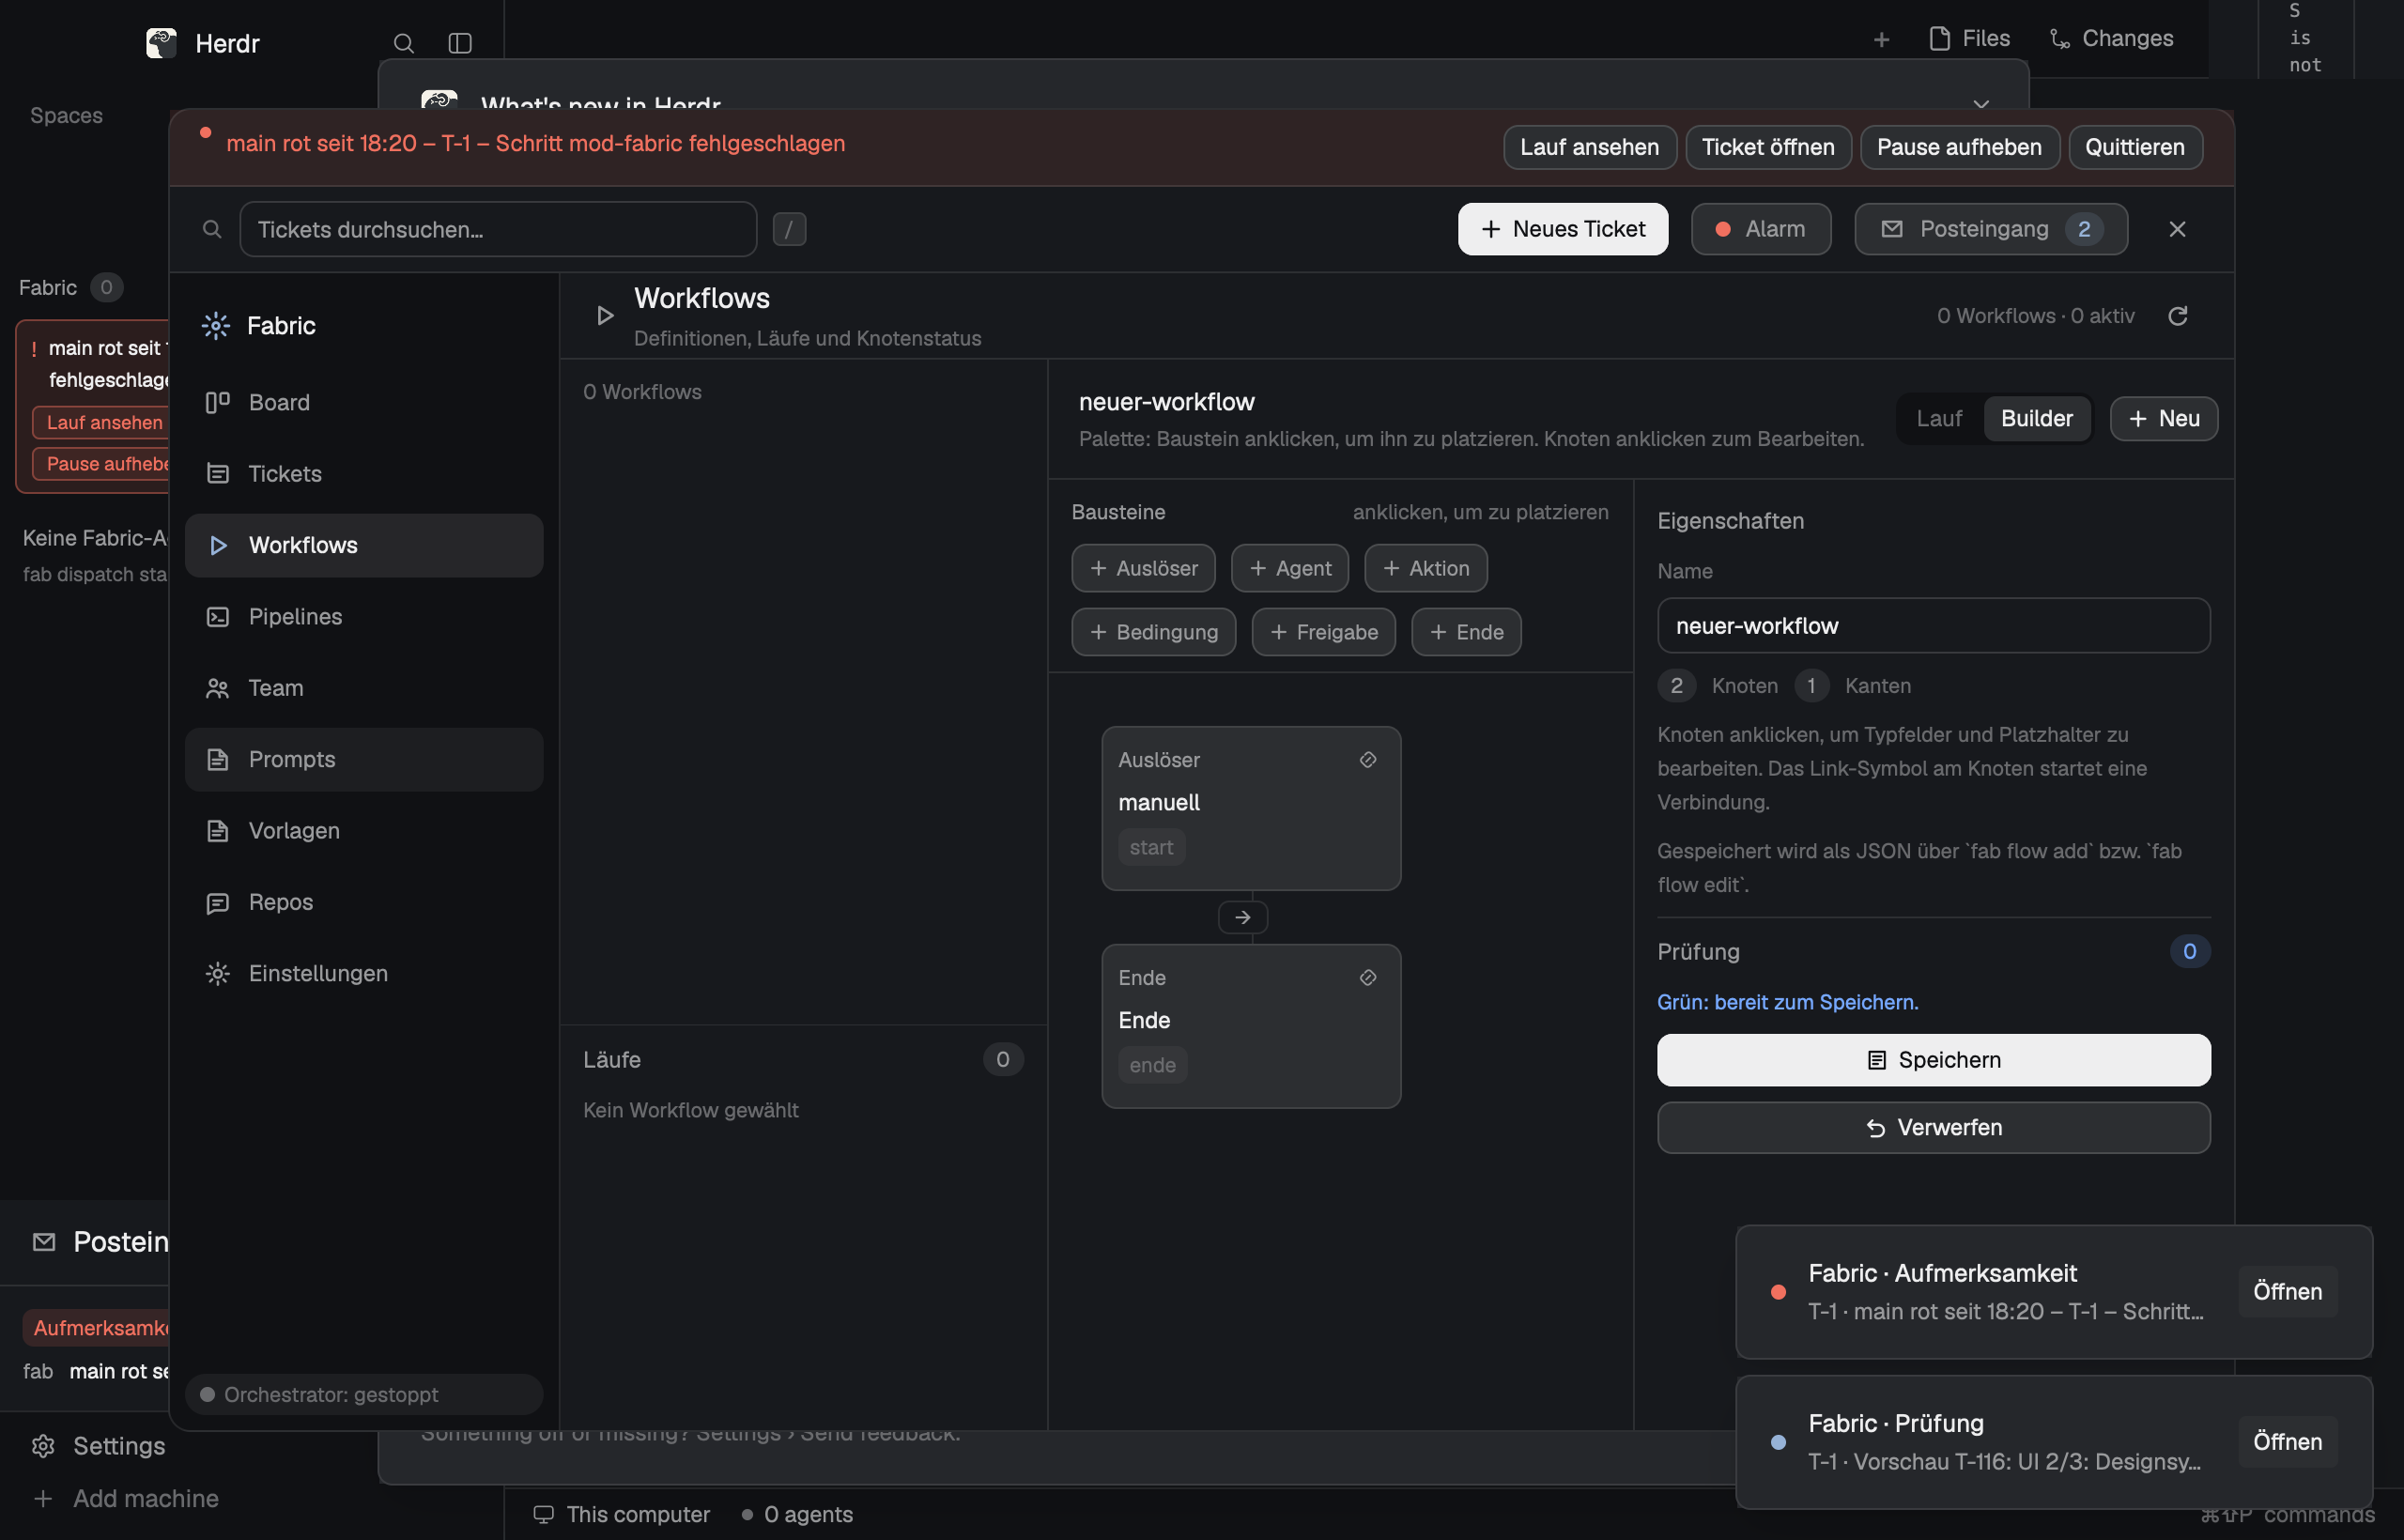 Herdr
+ Files Changes
S
is
not
Spaces
What's new in Herdr
main rot seit 18:20 – T-1 – Schritt mod-fabric fehlgeschlagen
Lauf ansehen Ticket öffnen Pause aufheben Quittieren
Tickets durchsuchen… /
+ Neues Ticket Alarm Posteingang 2
Fabric 0
! main rot seit
fehlgeschlage
Lauf ansehen
Pause aufhebe
Keine Fabric-A
fab dispatch sta
Postein
Aufmerksamke
fab main rot se
Settings
+ Add machine
Fabric
Board
Tickets
Workflows
Pipelines
Team
Prompts
Vorlagen
Repos
Einstellungen
Orchestrator: gestoppt
Workflows
Definitionen, Läufe und Knotenstatus
0 Workflows · 0 aktiv
0 Workflows
Läufe 0
Kein Workflow gewählt
neuer-workflow
Palette: Baustein anklicken, um ihn zu platzieren. Knoten anklicken zum Bearbeiten.
Lauf Builder + Neu
Bausteine anklicken, um zu platzieren
+ Auslöser + Agent + Aktion
+ Bedingung + Freigabe + Ende
Auslöser
manuell
start
→
Ende
Ende
ende
Eigenschaften
Name
neuer-workflow
2 Knoten 1 Kanten
Knoten anklicken, um Typfelder und Platzhalter zu
bearbeiten. Das Link-Symbol am Knoten startet eine
Verbindung.
Gespeichert wird als JSON über `fab flow add` bzw. `fab
flow edit`.
Prüfung 0
Grün: bereit zum Speichern.
Speichern
Verwerfen
Fabric · Aufmerksamkeit
T-1 · main rot seit 18:20 – T-1 – Schritt…
Öffnen
Fabric · Prüfung
T-1 · Vorschau T-116: UI 2/3: Designsy…
Öffnen
Something off or missing? Settings › Send feedback.
This computer 0 agents
⌘⇧P commands